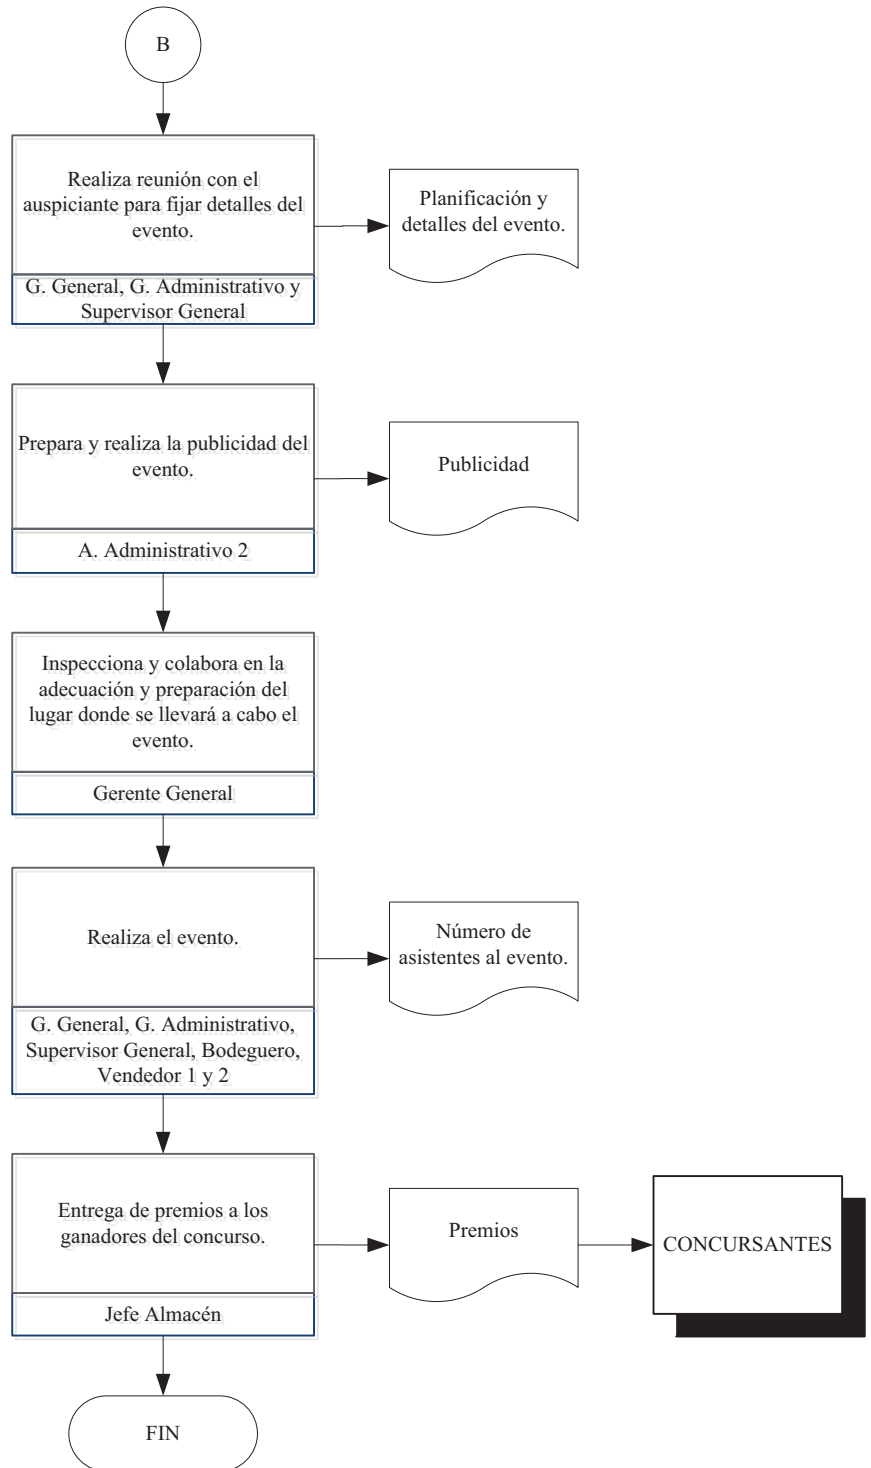 B
Realiza reunión con el
auspiciante para fijar detalles del
evento.
G. General, G. Administrativo y
Supervisor General
Planificación y
detalles del evento.
Prepara y realiza la publicidad del
evento.
A. Administrativo 2
Publicidad
Inspecciona y colabora en la
adecuación y preparación del
lugar donde se llevará a cabo el
evento.
Gerente General
Realiza el evento.
G. General, G. Administrativo,
Supervisor General, Bodeguero,
Vendedor 1 y 2
Número de
asistentes al evento.
Entrega de premios a los
ganadores del concurso.
Jefe Almacén
Premios
CONCURSANTES
FIN